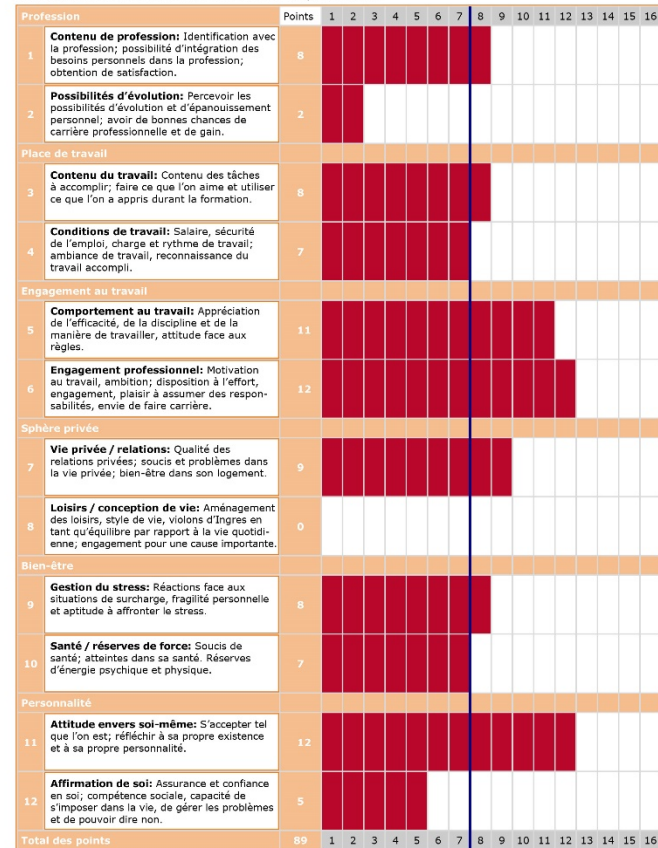 Profession Points 1 2 3 4 5 6 7 8 9 10 11 12 13 14 15 16
1 Contenu de profession: Identification avec
la profession; possibilité d'intégration des
besoins personnels dans la profession;
obtention de satisfaction.
8
2 Possibilités d'évolution: Percevoir les
possibilités d'évolution et d'épanouissement
personnel; avoir de bonnes chances de
carrière professionnelle et de gain.
2
Place de travail
3 Contenu du travail: Contenu des tâches
à accomplir; faire ce que l'on aime et utiliser
ce que l'on a appris durant la formation.
8
4 Conditions de travail: Salaire, sécurité
de l'emploi, charge et rythme de travail;
ambiance de travail, reconnaissance du
travail accompli.
7
Engagement au travail
5 Comportement au travail: Appréciation
de l'efficacité, de la discipline et de la
manière de travailler, attitude face aux
règles.
11
6 Engagement professionnel: Motivation
au travail, ambition; disposition à l'effort,
engagement, plaisir à assumer des respon-
sabilités, envie de faire carrière.
12
Sphère privée
7 Vie privée / relations: Qualité des
relations privées; soucis et problèmes dans
la vie privée; bien-être dans son logement.
9
8 Loisirs / conception de vie: Aménagement
des loisirs, style de vie, violons d'Ingres en
tant qu'équilibre par rapport à la vie quotidi-
enne; engagement pour une cause importante.
0
Bien-être
9 Gestion du stress: Réactions face aux
situations de surcharge, fragilité personnelle
et aptitude à affronter le stress.
8
10 Santé / réserves de force: Soucis de
santé; atteintes dans sa santé. Réserves
d'énergie psychique et physique.
7
Personnalité
11 Attitude envers soi-même: S'accepter tel
que l'on est; réfléchir à sa propre existence
et à sa propre personnalité.
12
12 Affirmation de soi: Assurance et confiance
en soi; compétence sociale, capacité de
s'imposer dans la vie, de gérer les problèmes
et de pouvoir dire non.
5
Total des points 89 1 2 3 4 5 6 7 8 9 10 11 12 13 14 15 16